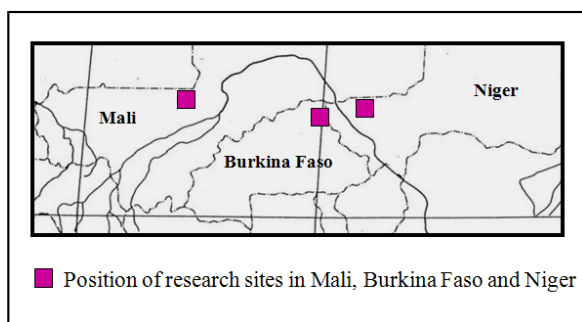 Niger
Mali
Burkina Faso
Position of research sites in Mali, Burkina Faso and Niger